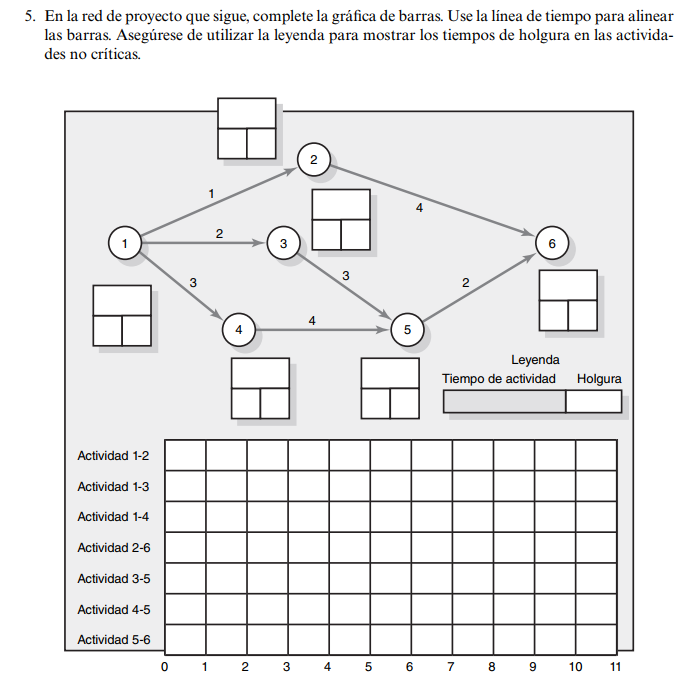 5. En la red de proyecto que sigue, complete la gráfica de barras. Use la línea de tiempo para alinear
las barras. Asegúrese de utilizar la leyenda para mostrar los tiempos de holgura en las activida-
des no críticas.
2
1
4
2
1
3
6
3
3
2
4
4
5
Leyenda
Tiempo de actividad Holgura
Actividad 1-2
Actividad 1-3
Actividad 1-4
Actividad 2-6
Actividad 3-5
Actividad 4-5
Actividad 5-6
0 1 2 3 4 5 6 7 8 9 10 11